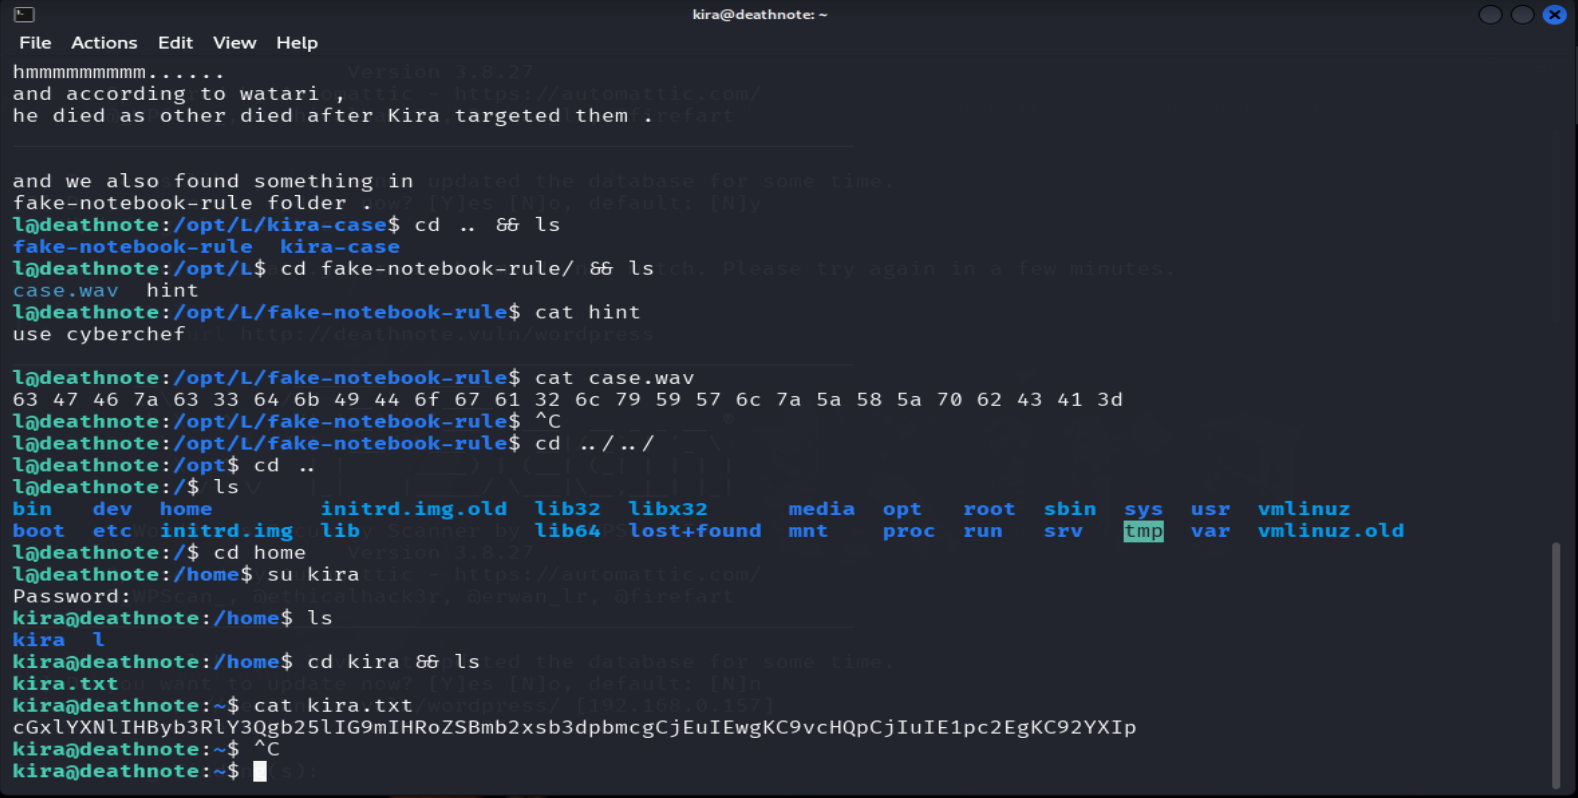 kira@deathnote: ~
File Actions Edit View Help
hmmmmmmmmm......
and according to watari ,
he died as other died after Kira targeted them .
and we also found something in
fake-notebook-rule folder .
l@deathnote:/opt/L/kira-case$ cd .. && ls
fake-notebook-rule kira-case
l@deathnote:/opt/L$ cd fake-notebook-rule/ && ls
case.wav hint
l@deathnote:/opt/L/fake-notebook-rule$ cat hint
use cyberchef
l@deathnote:/opt/L/fake-notebook-rule$ cat case.wav
63 47 46 7a 63 33 64 6b 49 44 6f 67 61 32 6c 79 59 57 6c 7a 5a 58 5a 70 62 43 41 3d
l@deathnote:/opt/L/fake-notebook-rule$ ^C
l@deathnote:/opt/L/fake-notebook-rule$ cd ../../
l@deathnote:/opt$ cd ..
l@deathnote:/$ ls
bin dev home initrd.img.old lib32 libx32 media opt root sbin sys usr vmlinuz
boot etc initrd.img lib lib64 lost+found mnt proc run srv tmp var vmlinuz.old
l@deathnote:/$ cd home
l@deathnote:/home$ su kira
Password:
kira@deathnote:/home$ ls
kira l
kira@deathnote:/home$ cd kira && ls
kira.txt
kira@deathnote:~$ cat kira.txt
cGxlYXNlIHByb3RlY3Qgb25lIG9mIHRoZSBmb2xsb3dpbmcgCjEuIEwgKC9vcHQpCjIuIE1pc2EgKC92YXIp
kira@deathnote:~$ ^C
kira@deathnote:~$